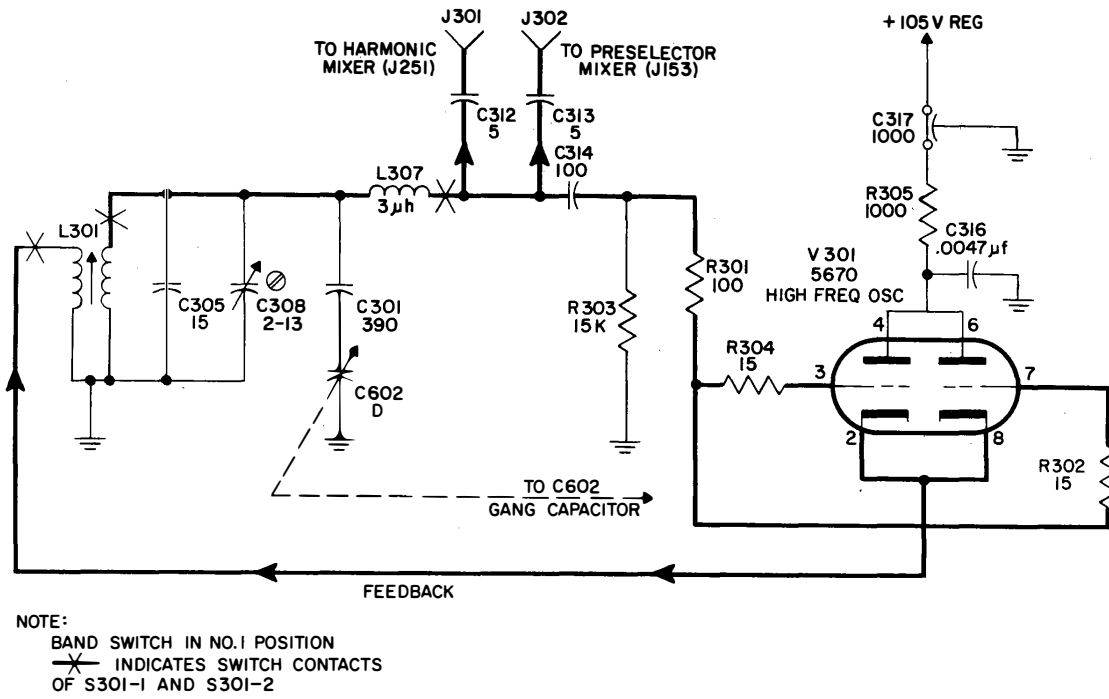 J301
J302
+105V REG
TO HARMONIC
MIXER (J251)
TO PRESELECTOR
MIXER (J153)
C312
5
C313
5
C314
100
C317
1000
L307
3µh
R305
1000
C316
.0047µf
L301
V301
5670
HIGH FREQ OSC
R301
100
C305
15
C308
2-13
C301
390
R303
15K
4
6
R304
15
3
7
C602
D
2
8
R302
15
TO C602
GANG CAPACITOR
FEEDBACK
NOTE:
BAND SWITCH IN NO.1 POSITION
INDICATES SWITCH CONTACTS
OF S301-1 AND S301-2